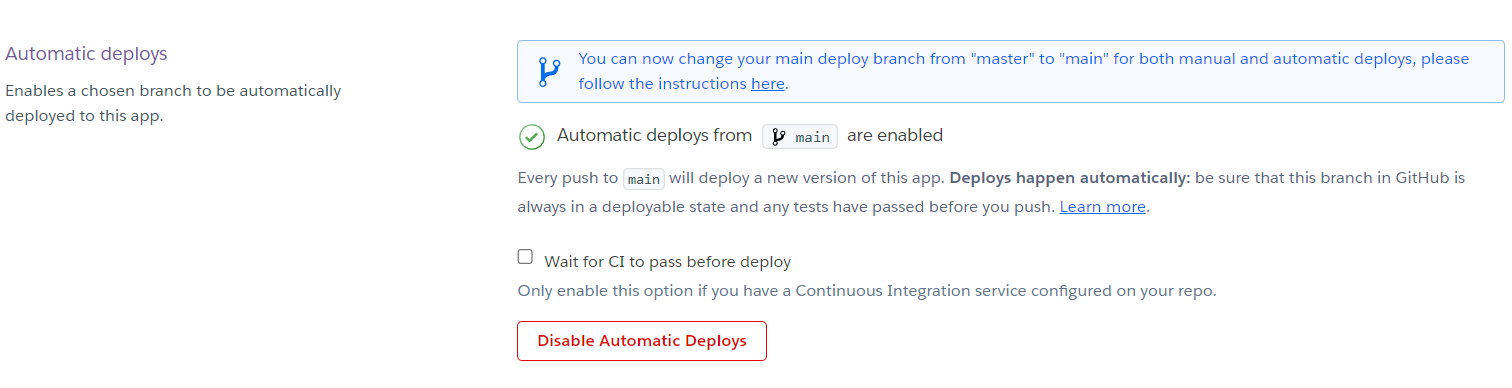 Automatic deploys
Enables a chosen branch to be automatically
deployed to this app.
You can now change your main deploy branch from "master" to "main" for both manual and automatic deploys, please
follow the instructions here.
Automatic deploys from main are enabled
Every push to main will deploy a new version of this app. Deploys happen automatically: be sure that this branch in GitHub is
always in a deployable state and any tests have passed before you push. Learn more.
Wait for CI to pass before deploy
Only enable this option if you have a Continuous Integration service configured on your repo.
Disable Automatic Deploys